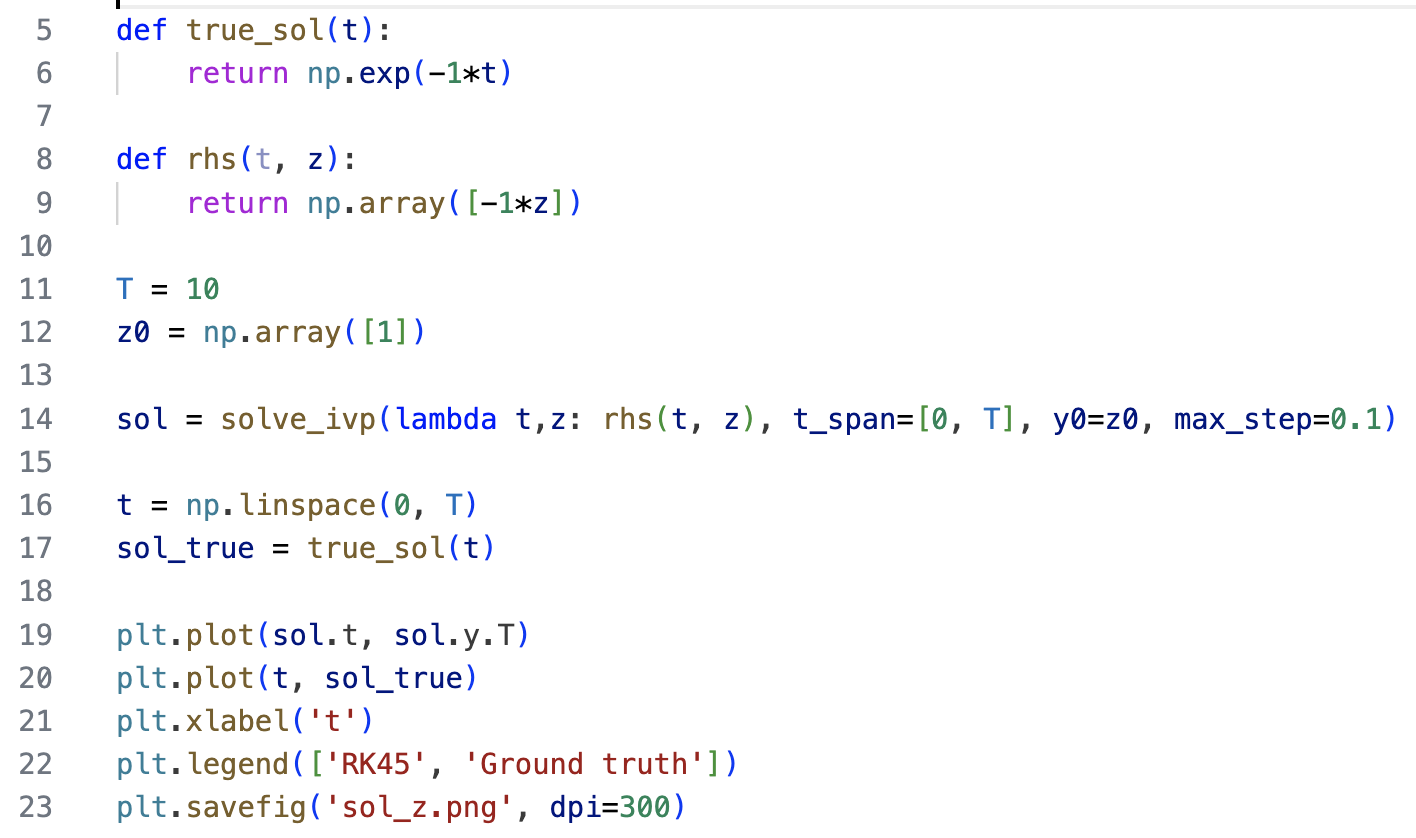 5 def true_sol(t):
6     return np.exp(-1*t)
7
8 def rhs(t, z):
9     return np.array([-1*z])
10
11 T = 10
12 z0 = np.array([1])
13
14 sol = solve_ivp(lambda t,z: rhs(t, z), t_span=[0, T], y0=z0, max_step=0.1)
15
16 t = np.linspace(0, T)
17 sol_true = true_sol(t)
18
19 plt.plot(sol.t, sol.y.T)
20 plt.plot(t, sol_true)
21 plt.xlabel('t')
22 plt.legend(['RK45', 'Ground truth'])
23 plt.savefig('sol_z.png', dpi=300)